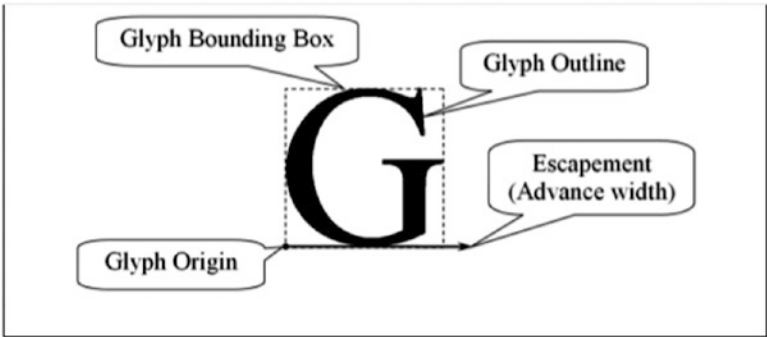 Glyph Bounding Box
Glyph Outline
G
Escapement
(Advance width)
Glyph Origin